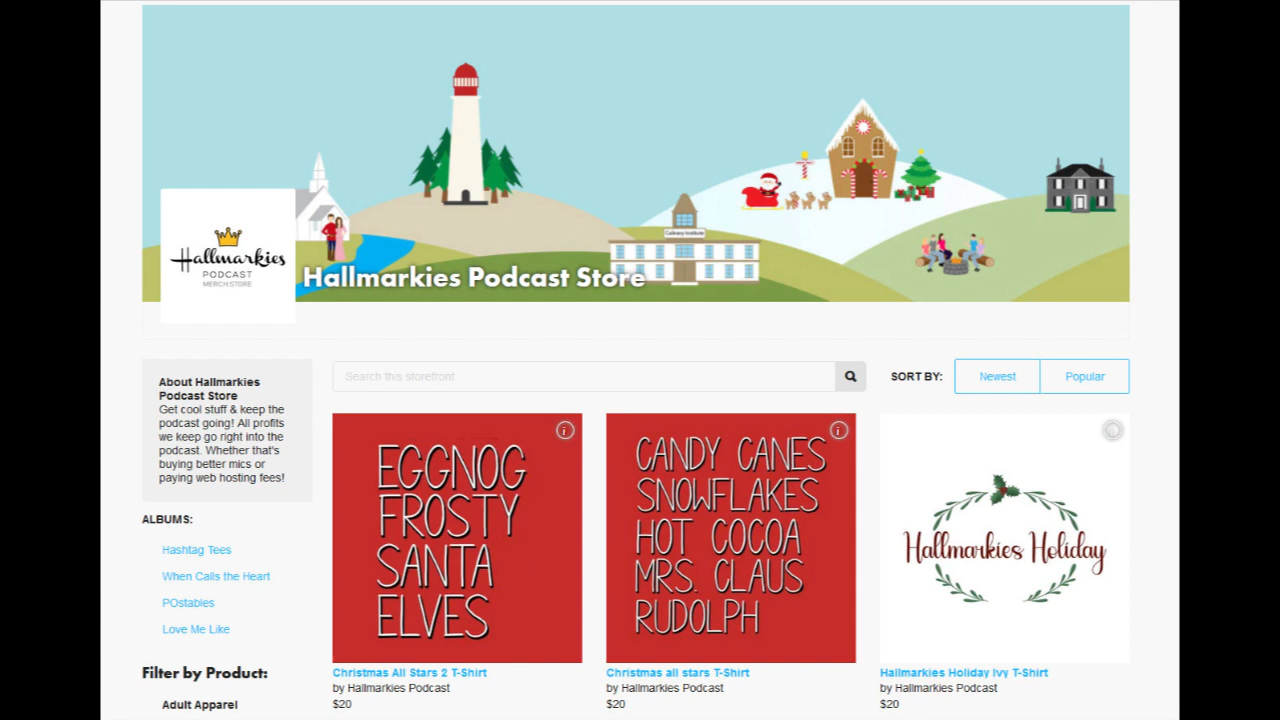 Culinary Institute
Hallmarkies
PODCAST
MERCH STORE
Hallmarkies Podcast Store
About Hallmarkies
Podcast Store
Get cool stuff & keep the
podcast going! All profits
we keep go right into the
podcast. Whether that's
buying better mics or
paying web hosting fees!
Search this storefront
SORT BY:
Newest
Popular
ALBUMS:
Hashtag Tees
When Calls the Heart
POstables
Love Me Like
Filter by Product:
Adult Apparel
EGGNOG
FROSTY
SANTA
ELVES
Christmas All Stars 2 T-Shirt
by Hallmarkies Podcast
$20
CANDY CANES
SNOWFLAKES
HOT COCOA
MRS. CLAUS
RUDOLPH
Christmas all stars T-Shirt
by Hallmarkies Podcast
$20
Hallmarkies Holiday
Hallmarkies Holiday Ivy T-Shirt
by Hallmarkies Podcast
$20